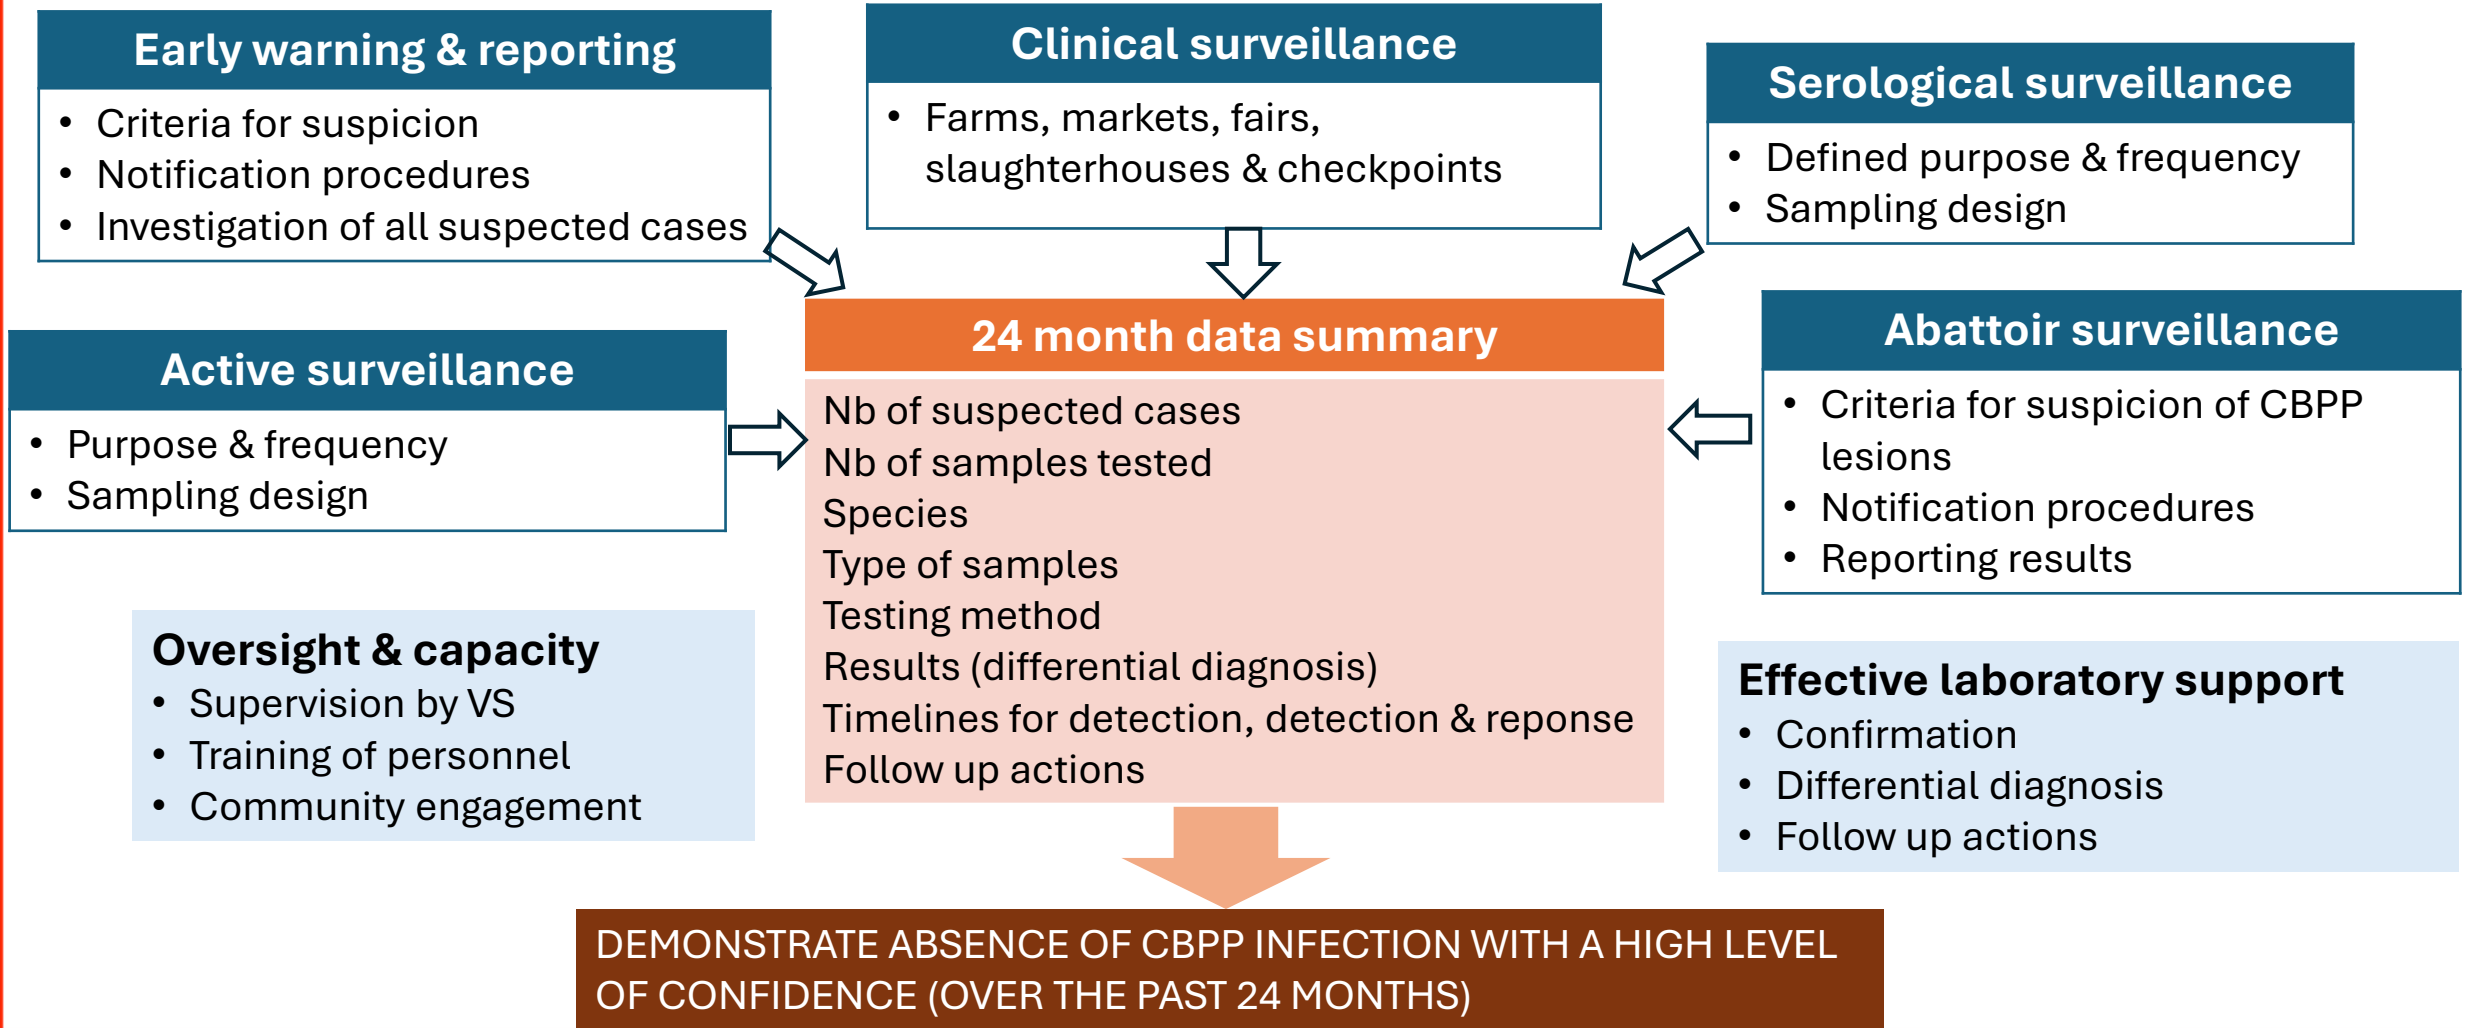 Early warning & reporting
• Criteria for suspicion
• Notification procedures
• Investigation of all suspected cases
Clinical surveillance
• Farms, markets, fairs,
slaughterhouses & checkpoints
Serological surveillance
• Defined purpose & frequency
• Sampling design
Active surveillance
• Purpose & frequency
• Sampling design
24 month data summary
Nb of suspected cases
Nb of samples tested
Species
Type of samples
Testing method
Results (differential diagnosis)
Timelines for detection, detection & reponse
Follow up actions
Abattoir surveillance
• Criteria for suspicion of CBPP
lesions
• Notification procedures
• Reporting results
Oversight & capacity
• Supervision by VS
• Training of personnel
• Community engagement
Effective laboratory support
• Confirmation
• Differential diagnosis
• Follow up actions
DEMONSTRATE ABSENCE OF CBPP INFECTION WITH A HIGH LEVEL
OF CONFIDENCE (OVER THE PAST 24 MONTHS)